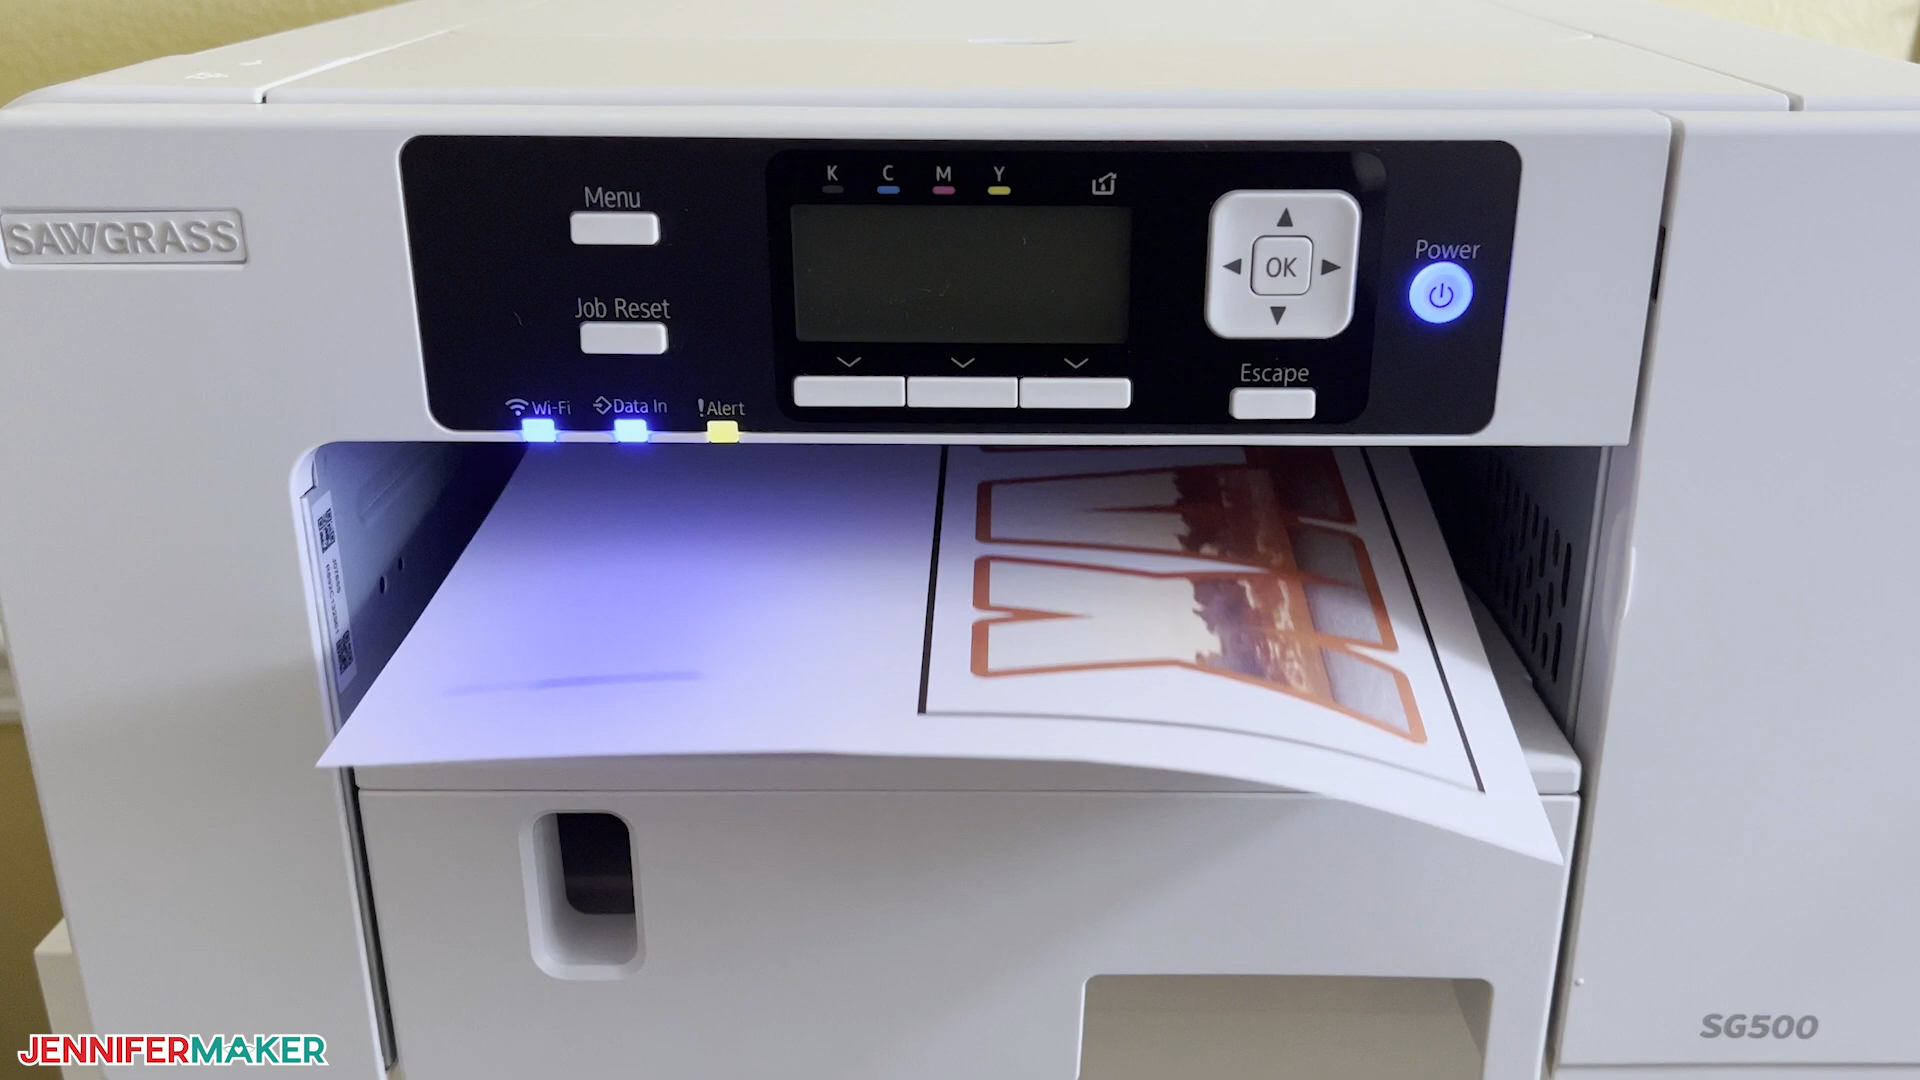 SAWGRASS
Menu
Job Reset
Wi-Fi
Data In
!Alert
K C M Y
OK
Escape
Power
SG500
JENNIFERMAKER